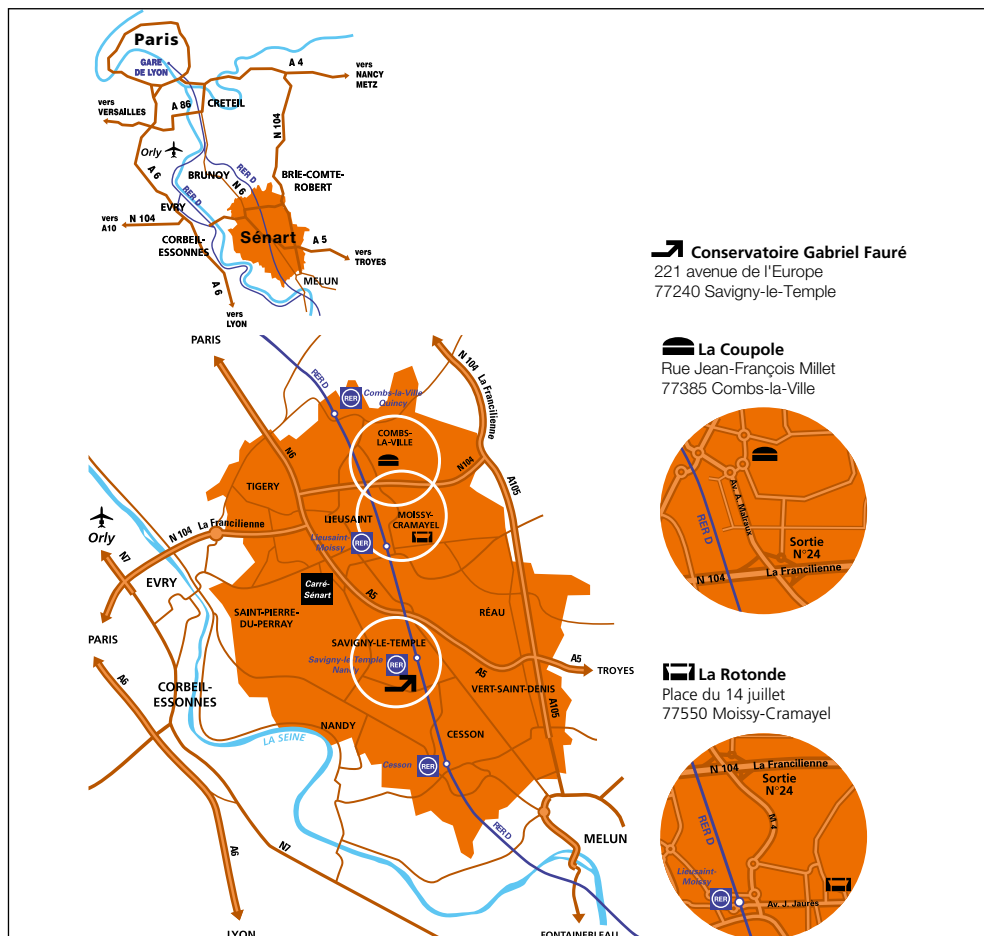 Paris
GARE
DE LYON
A 4
vers
NANCY
METZ
vers
VERSAILLES
A 86
CRETEIL
N 104
Orly
A 6
RER D
BRUNOY
N 6
RER D
BRIE-COMTE-
ROBERT
EVRY
vers
A10
N 104
Sénart
CORBEIL-
ESSONNES
A 5
vers
TROYES
MELUN
A 6
vers
LYON
Conservatoire Gabriel Fauré
221 avenue de l'Europe
77240 Savigny-le-Temple
La Coupole
Rue Jean-François Millet
77385 Combs-la-Ville
PARIS
N 104
La Francilienne
RER D
RER
Combs-la-Ville
Quincy
COMBS-
LA-VILLE
N6
N104
A105
TIGERY
MOISSY-
CRAMAYEL
LIEUSAINT
Lieusaint-
Moissy
RER
Orly
N 104
La Francilienne
N7
EVRY
Carré-
Sénart
A5
SAINT-PIERRE-
DU-PERRAY
RÉAU
PARIS
SAVIGNY-LE-TEMPLE
Savigny-le-Temple
Nandy
RER
A5
A5
TROYES
A6
CORBEIL-
ESSONNES
VERT-SAINT-DENIS
A105
NANDY
CESSON
LA SEINE
Cesson
RER
RER D
MELUN
N7
A6
LYON
FONTAINEBLEAU
Av. A. Malraux
RER D
Sortie
N°24
N 104
La Francilienne
La Rotonde
Place du 14 juillet
77550 Moissy-Cramayel
N 104
La Francilienne
Sortie
N°24
RER D
M 4
Lieusaint-
Moissy
RER
Av. J. Jaurès